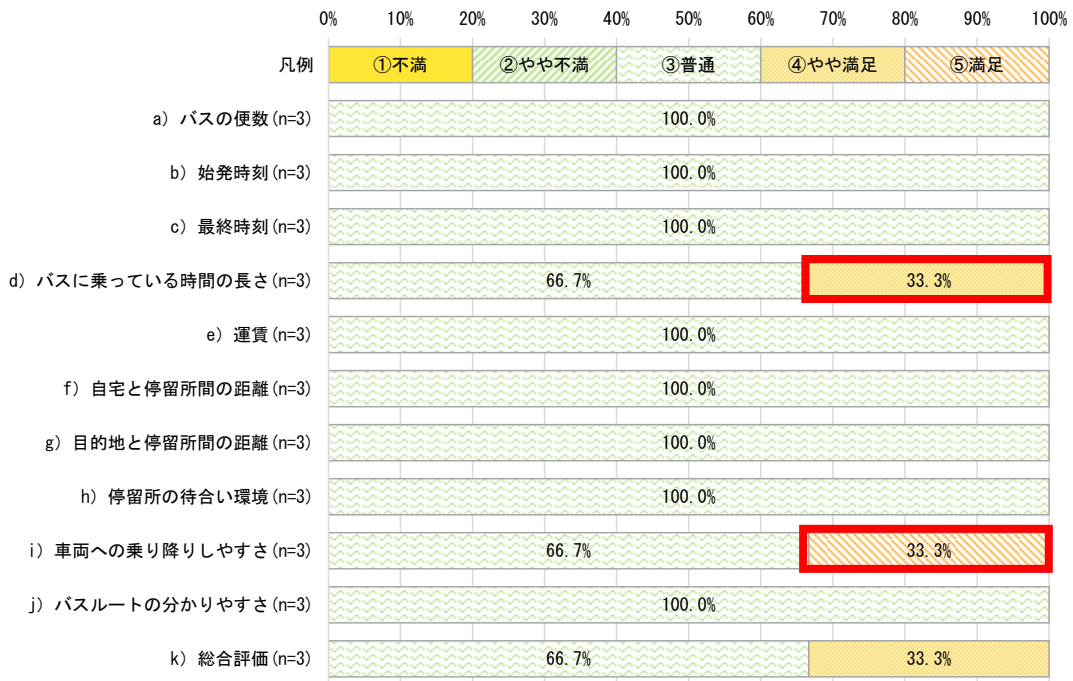 0% 10% 20% 30% 40% 50% 60% 70% 80% 90% 100%
凡例 ①不満 ②やや不満 ③普通 ④やや満足 ⑤満足
a) バスの便数(n=3) 100.0%
b) 始発時刻(n=3) 100.0%
c) 最終時刻(n=3) 100.0%
d) バスに乗っている時間の長さ(n=3) 66.7% 33.3%
e) 運賃(n=3) 100.0%
f) 自宅と停留所間の距離(n=3) 100.0%
g) 目的地と停留所間の距離(n=3) 100.0%
h) 停留所の待合い環境(n=3) 100.0%
i) 車両への乗り降りしやすさ(n=3) 66.7% 33.3%
j) バスルートの分かりやすさ(n=3) 100.0%
k) 総合評価(n=3) 66.7% 33.3%